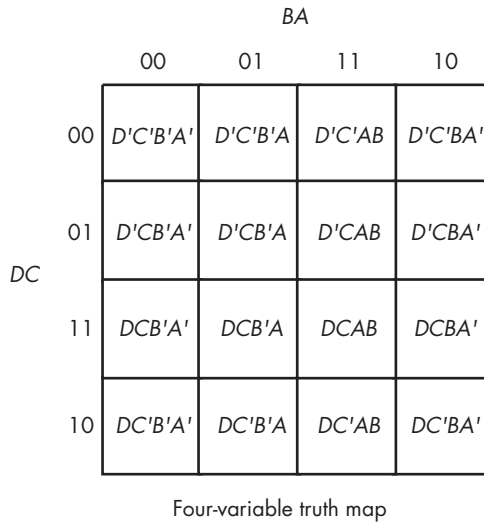 BA
00 01 11 10
00 D'C'B'A' D'C'B'A D'C'AB D'C'BA'
01 D'CB'A' D'CB'A D'CAB D'CBA'
DC
11 DCB'A' DCB'A DCAB DCBA'
10 DC'B'A' DC'B'A DC'AB DC'BA'
Four-variable truth map